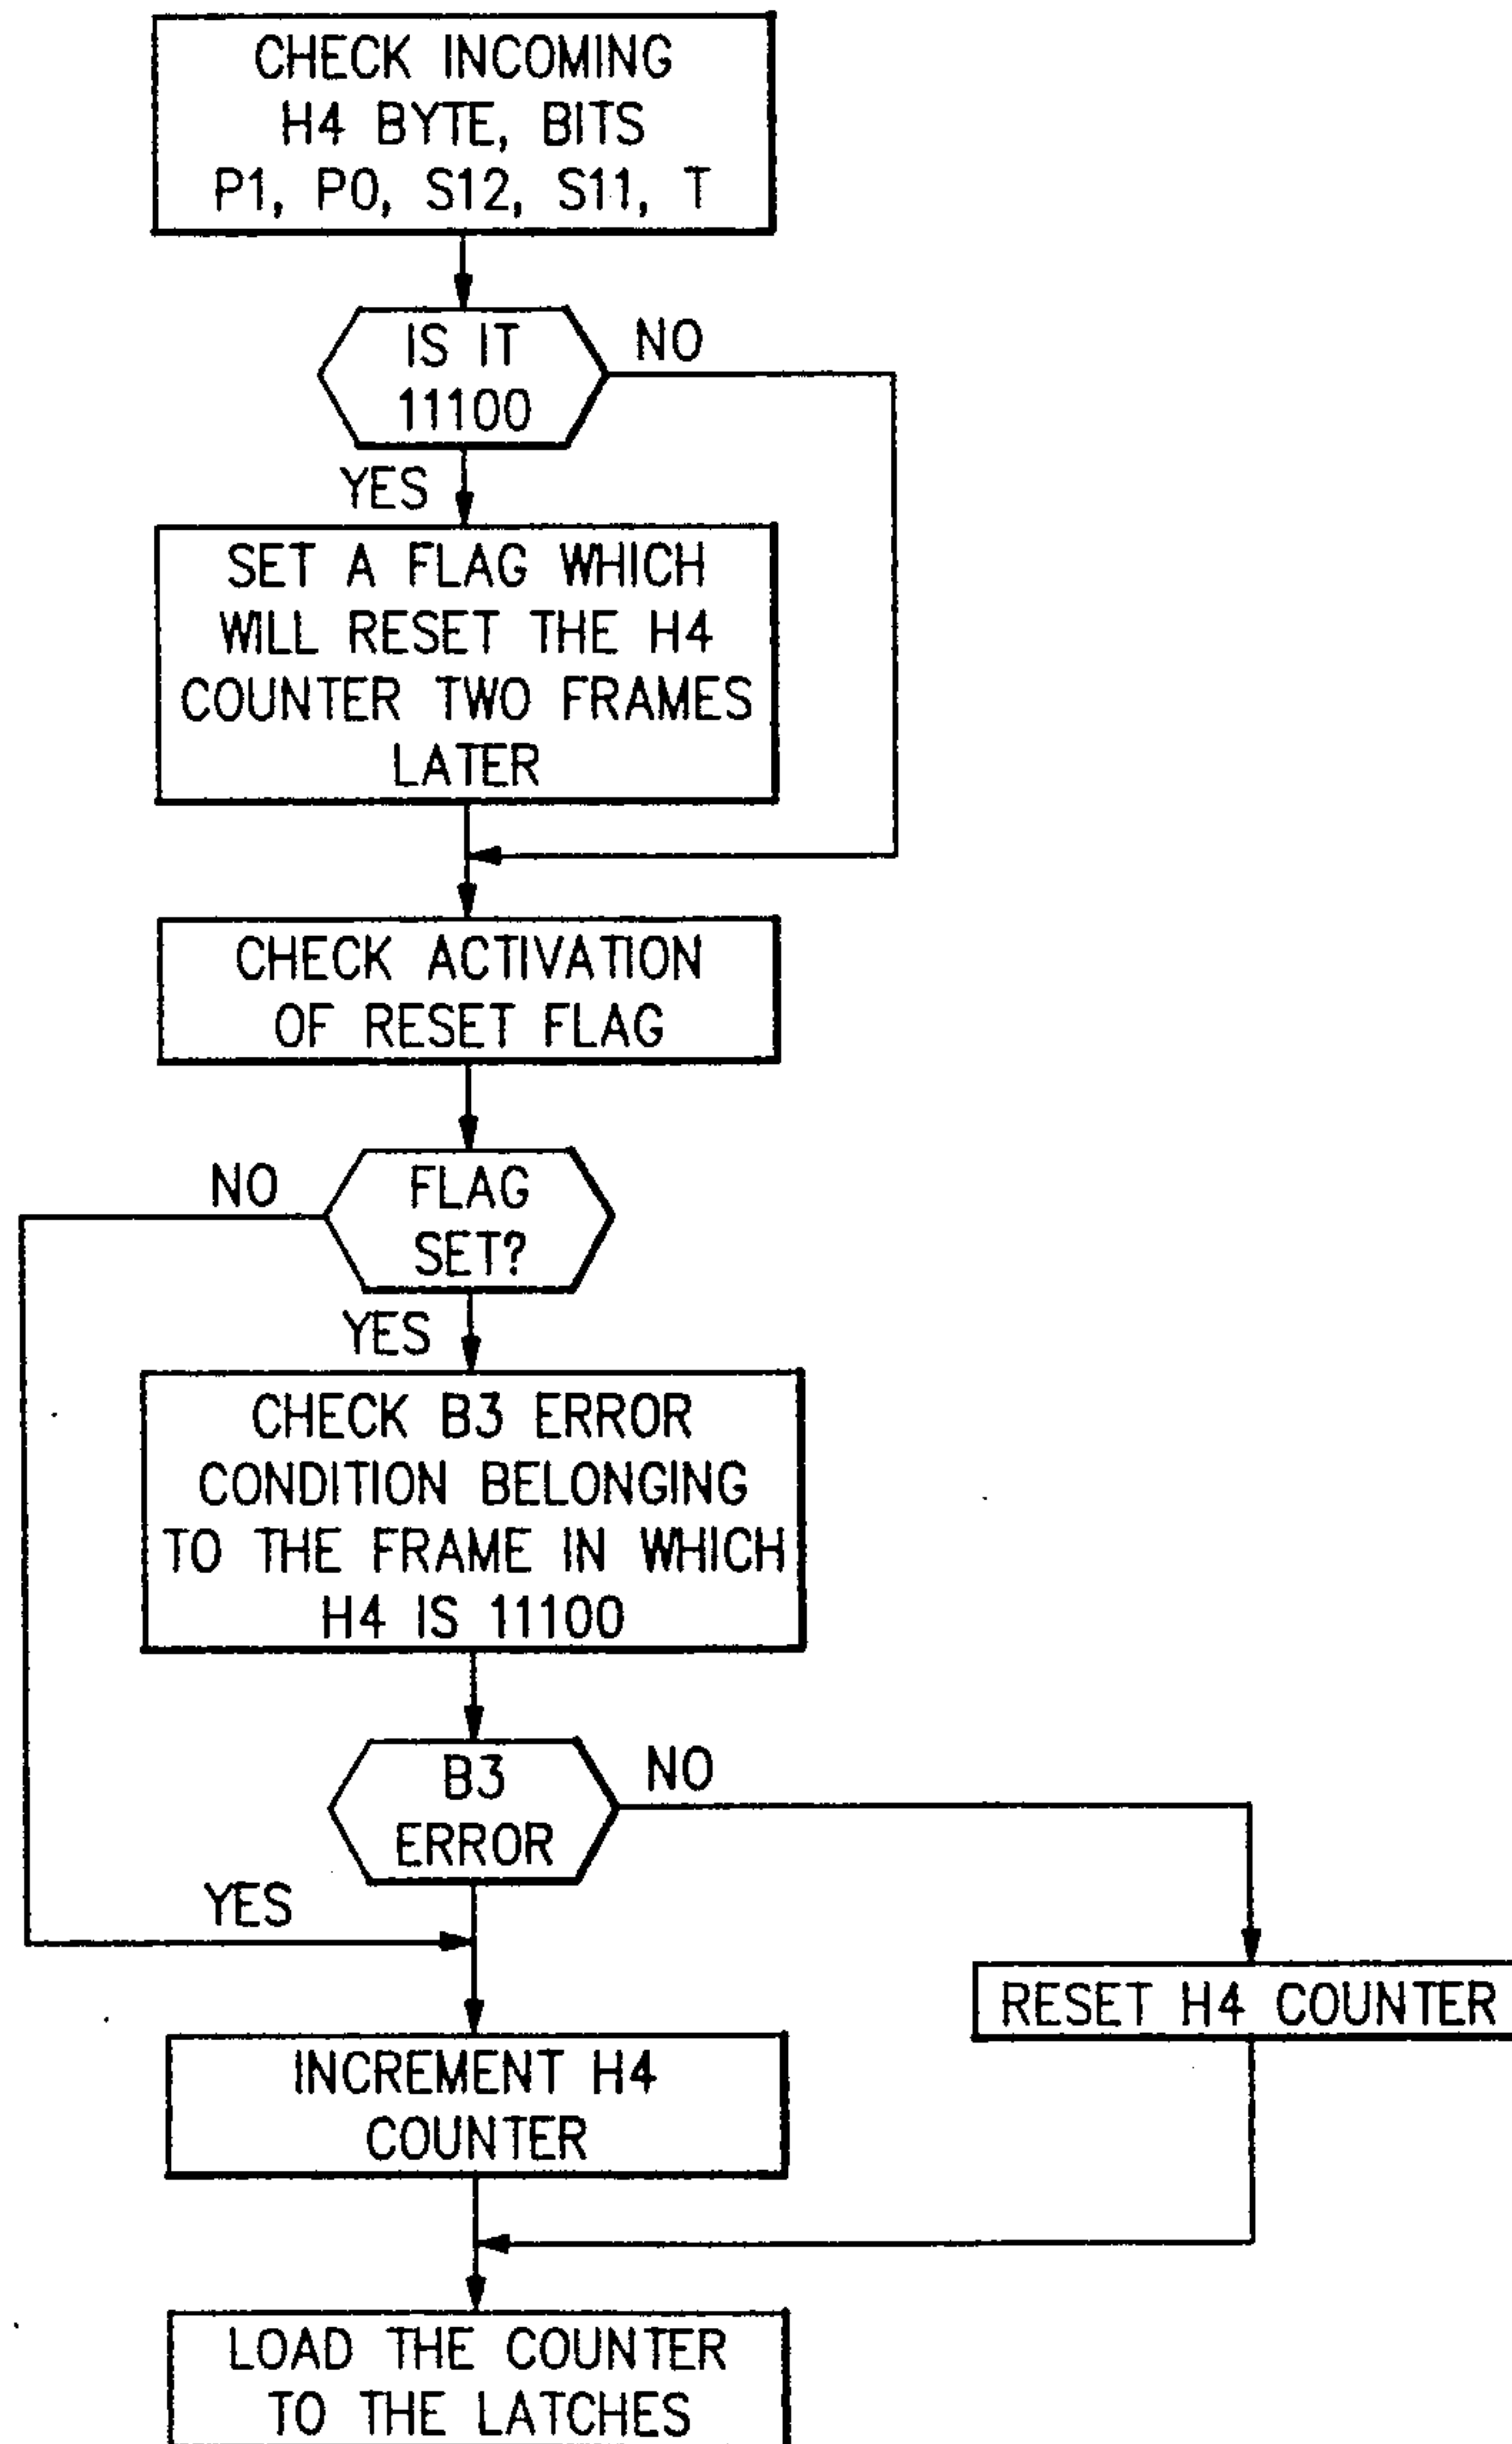 CHECK INCOMING
H4 BYTE, BITS
P1, P0, S12, S11, T
IS IT
11100
NO
YES
SET A FLAG WHICH
WILL RESET THE H4
COUNTER TWO FRAMES
LATER
CHECK ACTIVATION
OF RESET FLAG
NO
FLAG
SET?
YES
CHECK B3 ERROR
CONDITION BELONGING
TO THE FRAME IN WHICH
H4 IS 11100
B3
ERROR
NO
YES
RESET H4 COUNTER
INCREMENT H4
COUNTER
LOAD THE COUNTER
TO THE LATCHES